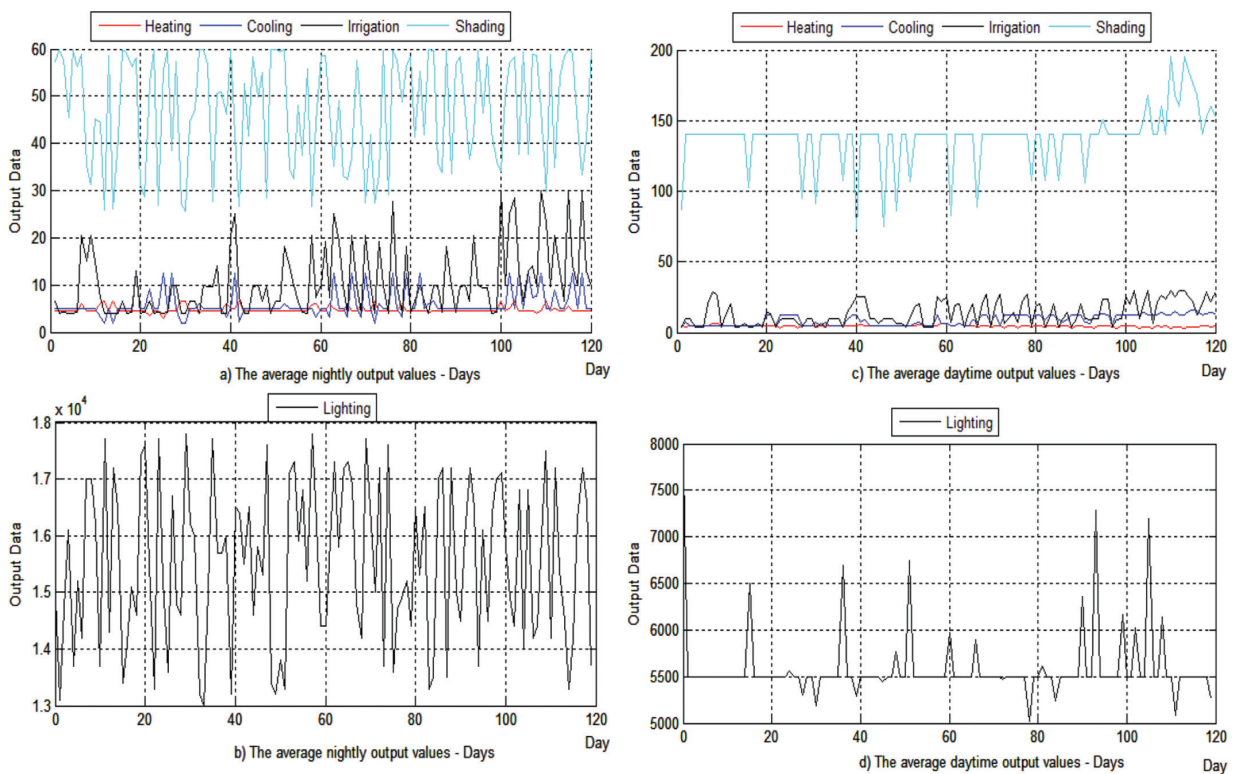 Heating Cooling Irrigation Shading
60
50
40
30
20
10
0
Output Data
0 20 40 60 80 100 120
a) The average nightly output values - Days
Day
Heating Cooling Irrigation Shading
200
150
100
50
0
Output Data
0 20 40 60 80 100 120
c) The average daytime output values - Days
Day
x 10⁴
Lighting
1.8
1.7
1.6
1.5
1.4
1.3
Output Data
0 20 40 60 80 100 120
b) The average nightly output values - Days
Day
Lighting
8000
7500
7000
6500
6000
5500
5000
Output Data
0 20 40 60 80 100 120
d) The average daytime output values - Days
Day